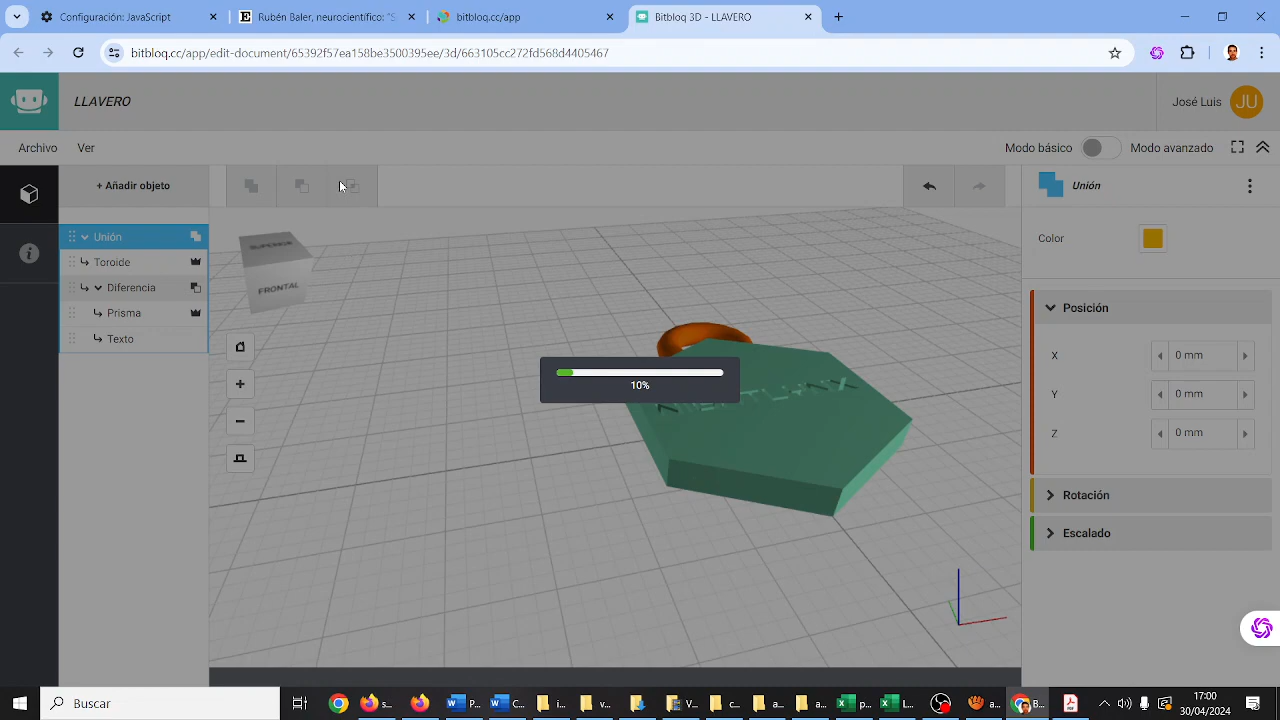 Configuración JavaScript
Rubén Baler, neurocientífico: "S
bitbloq.cc/app
Bitbloq 3D - LLAVERO
bitbloq.cc/app/edit-document/65392f57ea158be3500395ee/3d/663105cc272fd568d4405467
LLAVERO
José Luis
JU
Archivo
Ver
Modo básico
Modo avanzado
+ Añadir objeto
Unión
Unión
Toroide
Diferencia
Prisma
Texto
SUPERIOR
FRONTAL
10%
Color
Posición
X
0 mm
Y
0 mm
Z
0 mm
Rotación
Escalado
Buscar
s...
P...
C...
i...
v...
...
V...
c...
a...
a...
p...
L...
a...
B...
17:00
30/04/2024